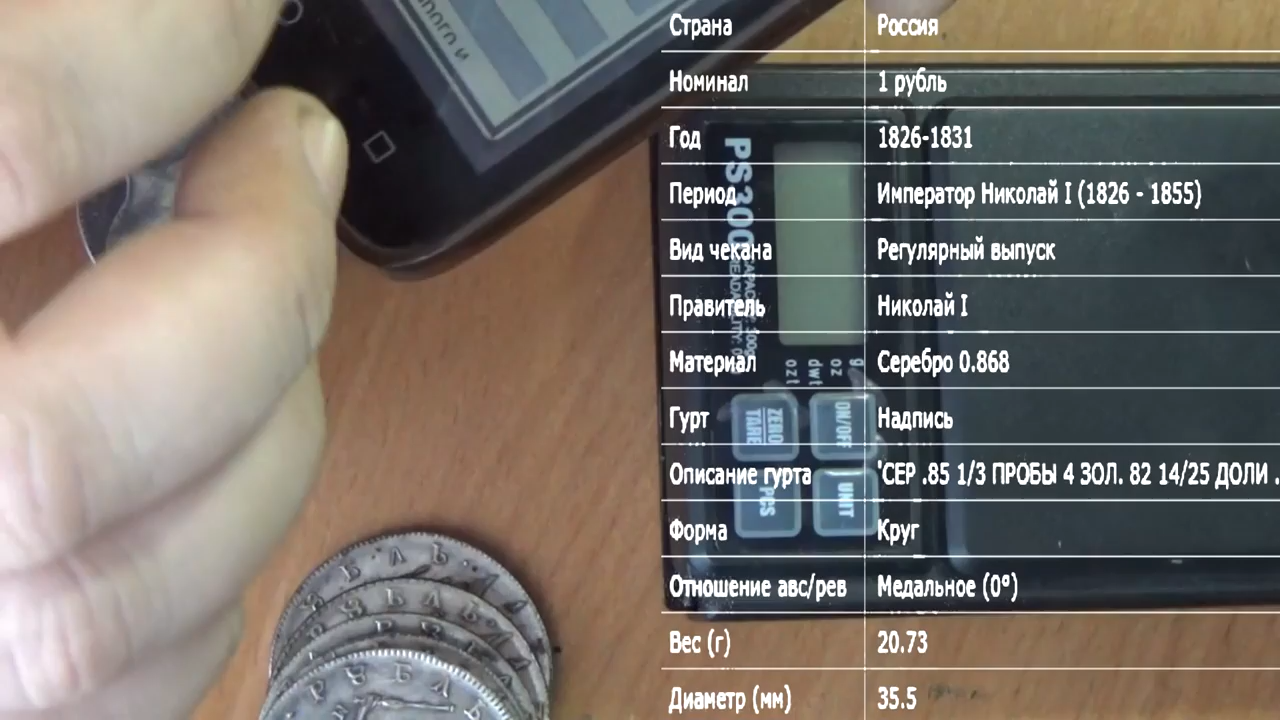 Страна Россия
Номинал 1 рубль
Год 1826-1831
Период Император Николай I (1826 - 1855)
Вид чекана Регулярный выпуск
Правитель Николай I
Материал Серебро 0.868
Гурт Надпись
Описание гурта 'СЕР .85 1/3 ПРОБЫ 4 ЗОЛ. 82 14/25 ДОЛИ .
Форма Круг
Отношение авс/рев Медальное (0°)
Вес (г) 20.73
Диаметр (мм) 35.5
g
oz
dwt
ozt
ON/OFF
ZERO
TARE
UNIT
PCS
РУБЛЬ